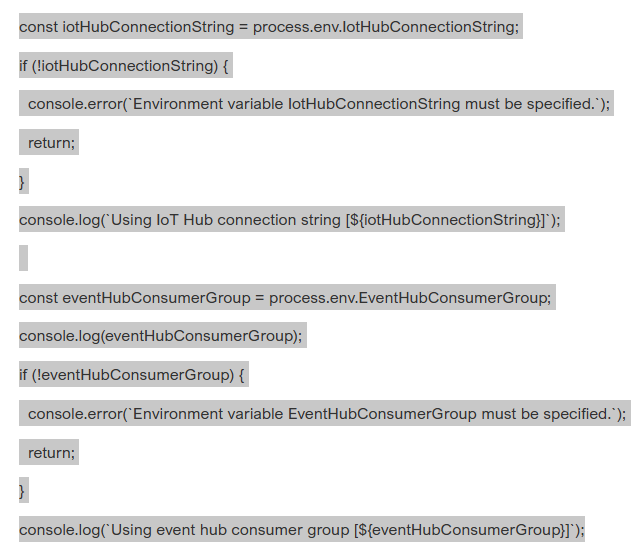 const iotHubConnectionString = process.env.IotHubConnectionString;
if (!iotHubConnectionString) {
  console.error(`Environment variable IotHubConnectionString must be specified.`);
  return;
}
console.log(`Using IoT Hub connection string [${iotHubConnectionString}]`);

const eventHubConsumerGroup = process.env.EventHubConsumerGroup;
console.log(eventHubConsumerGroup);
if (!eventHubConsumerGroup) {
  console.error(`Environment variable EventHubConsumerGroup must be specified.`);
  return;
}
console.log(`Using event hub consumer group [${eventHubConsumerGroup}]`);